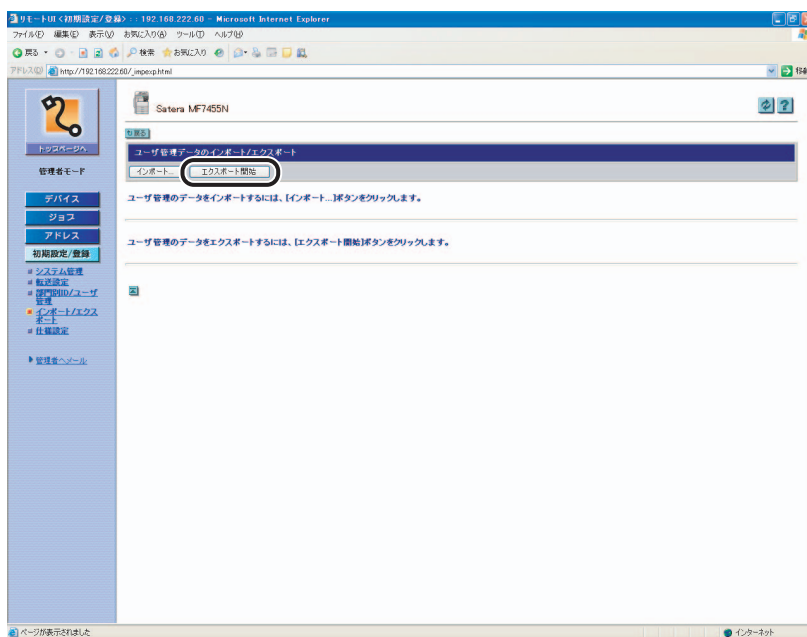 リモートUI <初期設定/登録> : : 192.168.222.60 - Microsoft Internet Explorer
ファイル(F) 編集(E) 表示(V) お気に入り(A) ツール(T) ヘルプ(H)
戻る 検索 お気に入り
アドレス(D) http://192.168.222.60/_impexp.html 移動
Satera MF7455N
戻る
トップページへ
ユーザ管理データのインポート/エクスポート
管理者モード
インポート... エクスポート開始
ユーザ管理のデータをインポートするには、[インポート...]ボタンをクリックします。
デバイス
ジョブ
アドレス
ユーザ管理のデータをエクスポートするには、[エクスポート開始]ボタンをクリックします。
初期設定/登録
システム管理
転送設定
部門別ID/ユーザ
管理
インポート/エクス
ポート
仕様設定
管理者へメール
ページが表示されました インターネット